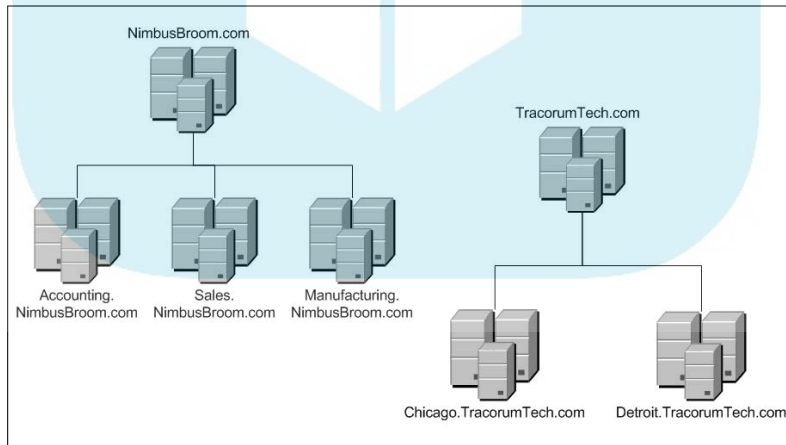 NimbusBroom.com
TracorumTech.com
Accounting.
NimbusBroom.com
Sales.
NimbusBroom.com
Manufacturing.
NimbusBroom.com
Chicago.TracorumTech.com
Detroit.TracorumTech.com